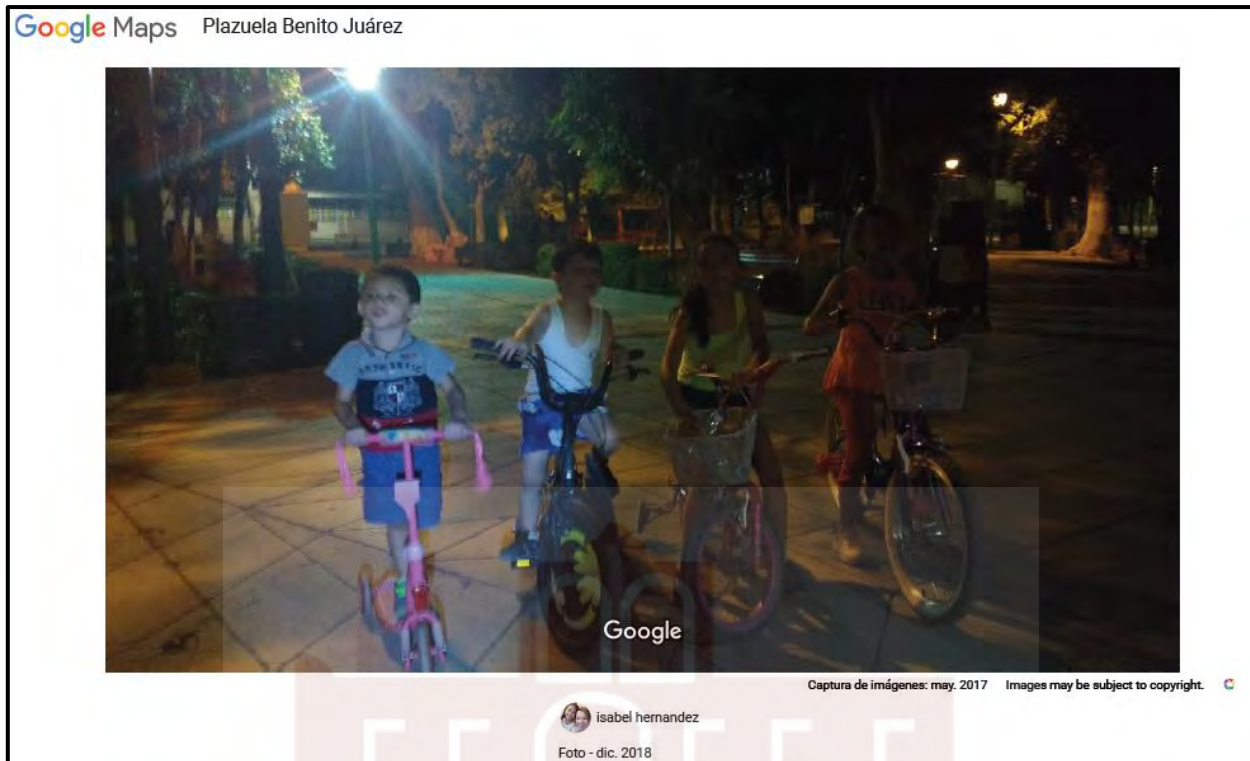 Google Maps Plazuela Benito Juárez
Google
Captura de imágenes: may. 2017 Images may be subject to copyright.
isabel hernandez
Foto - dic. 2018